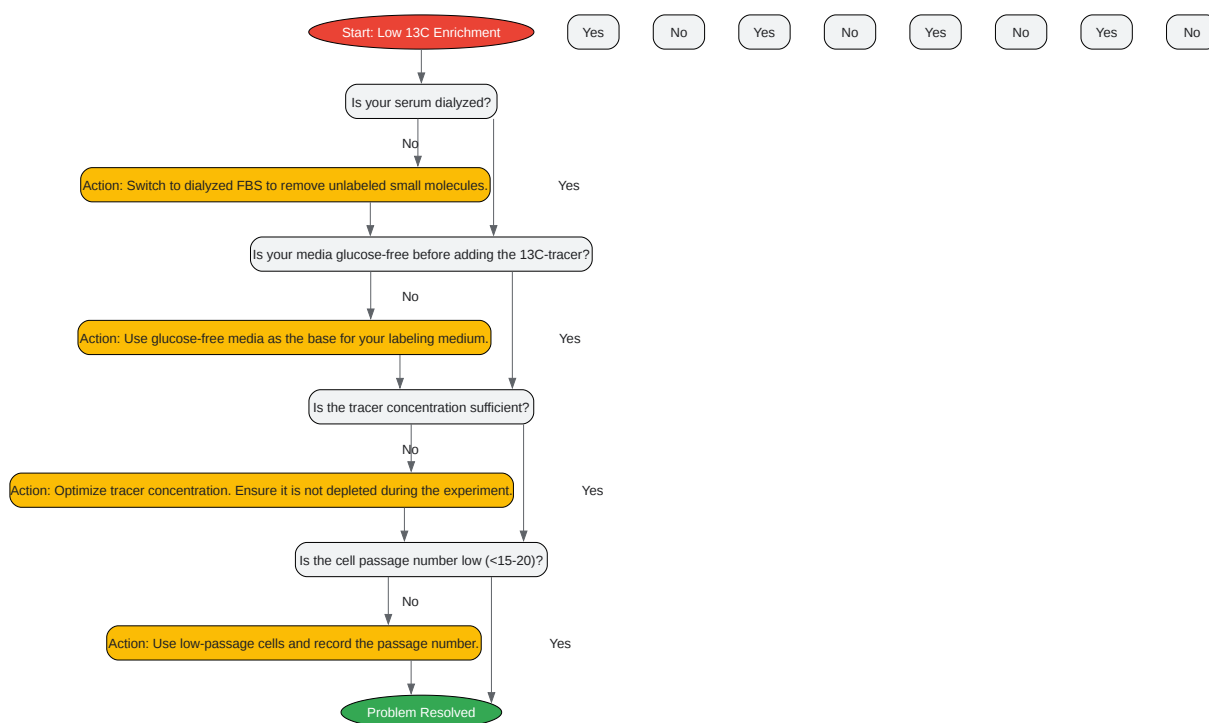 Start: Low 13C Enrichment
Yes
No
Yes
No
Yes
No
Yes
No
Is your serum dialyzed?
No
Action: Switch to dialyzed FBS to remove unlabeled small molecules.
Yes
Is your media glucose-free before adding the 13C-tracer?
No
Action: Use glucose-free media as the base for your labeling medium.
Yes
Is the tracer concentration sufficient?
No
Action: Optimize tracer concentration. Ensure it is not depleted during the experiment.
Yes
Is the cell passage number low (<15-20)?
No
Action: Use low-passage cells and record the passage number.
Yes
Problem Resolved